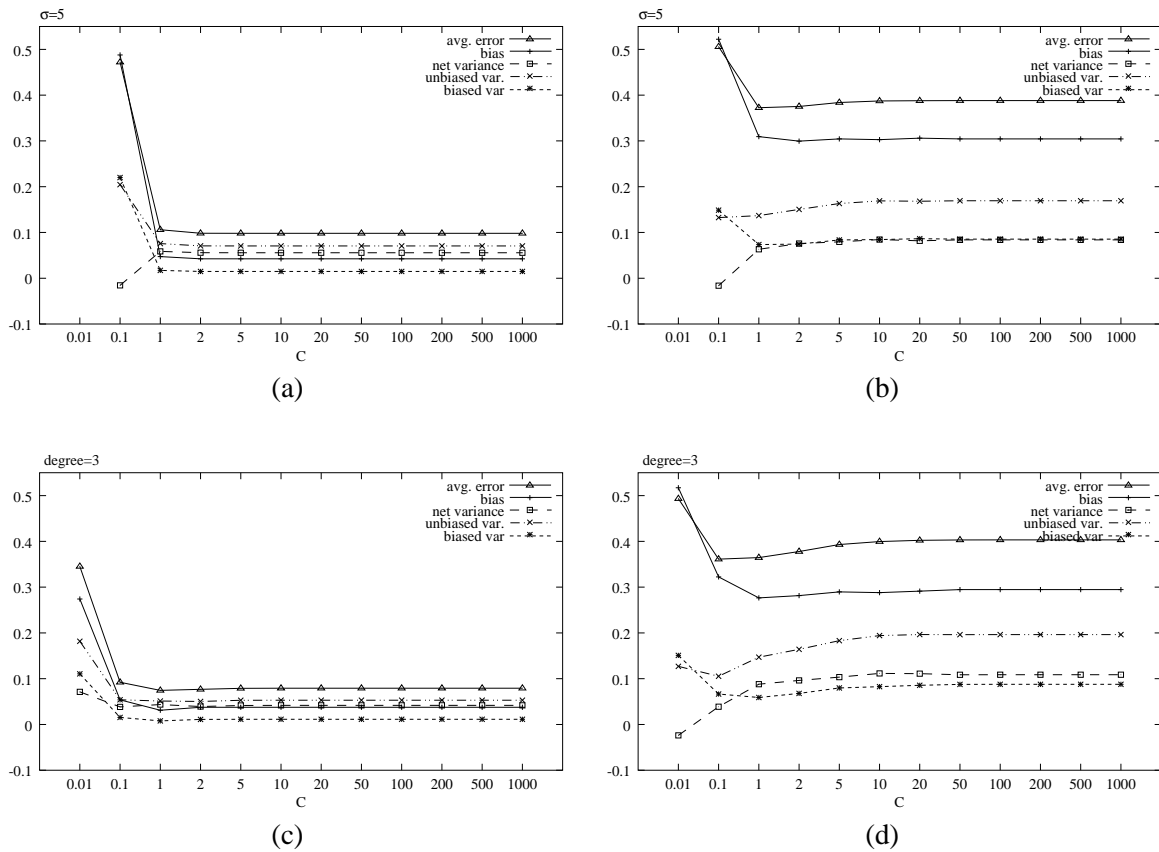 σ=5
0.5
0.4
0.3
0.2
0.1
0
-0.1
avg. error
bias
net variance
unbiased var.
biased var
0.01 0.1 1 2 5 10 20 50 100 200 500 1000
C
(a)
σ=5
0.5
0.4
0.3
0.2
0.1
0
-0.1
avg. error
bias
net variance
unbiased var.
biased var
0.01 0.1 1 2 5 10 20 50 100 200 500 1000
C
(b)
degree=3
0.5
0.4
0.3
0.2
0.1
0
-0.1
avg. error
bias
net variance
unbiased var.
biased var
0.01 0.1 1 2 5 10 20 50 100 200 500 1000
C
(c)
degree=3
0.5
0.4
0.3
0.2
0.1
0
-0.1
avg. error
bias
net variance
unbiased var.
biased var
0.01 0.1 1 2 5 10 20 50 100 200 500 1000
C
(d)